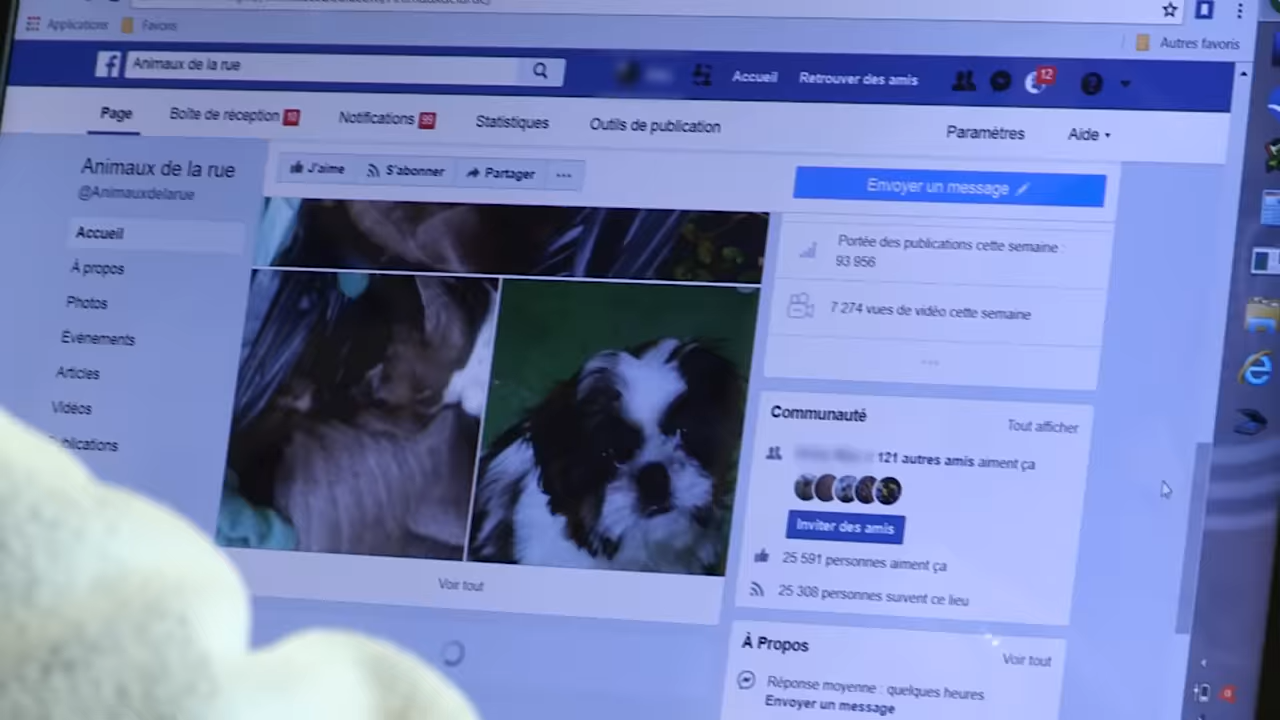 Applications Favoris
Autres favoris
Animaux de la rue
Accueil Retrouver des amis 12
Page Boîte de réception 10 Notifications 99 Statistiques Outils de publication Paramètres Aide
Animaux de la rue
@Animauxdelarue
J'aime S'abonner Partager ...
Envoyer un message
Accueil
À propos
Photos
Événements
Articles
Vidéos
blications
Portée des publications cette semaine :
93 956
7 274 vues de vidéo cette semaine
...
Communauté
Tout afficher
121 autres amis aiment ça
Inviter des amis
25 591 personnes aiment ça
25 308 personnes suivent ce lieu
Voir tout
À Propos
Voir tout
Réponse moyenne : quelques heures
Envoyer un message